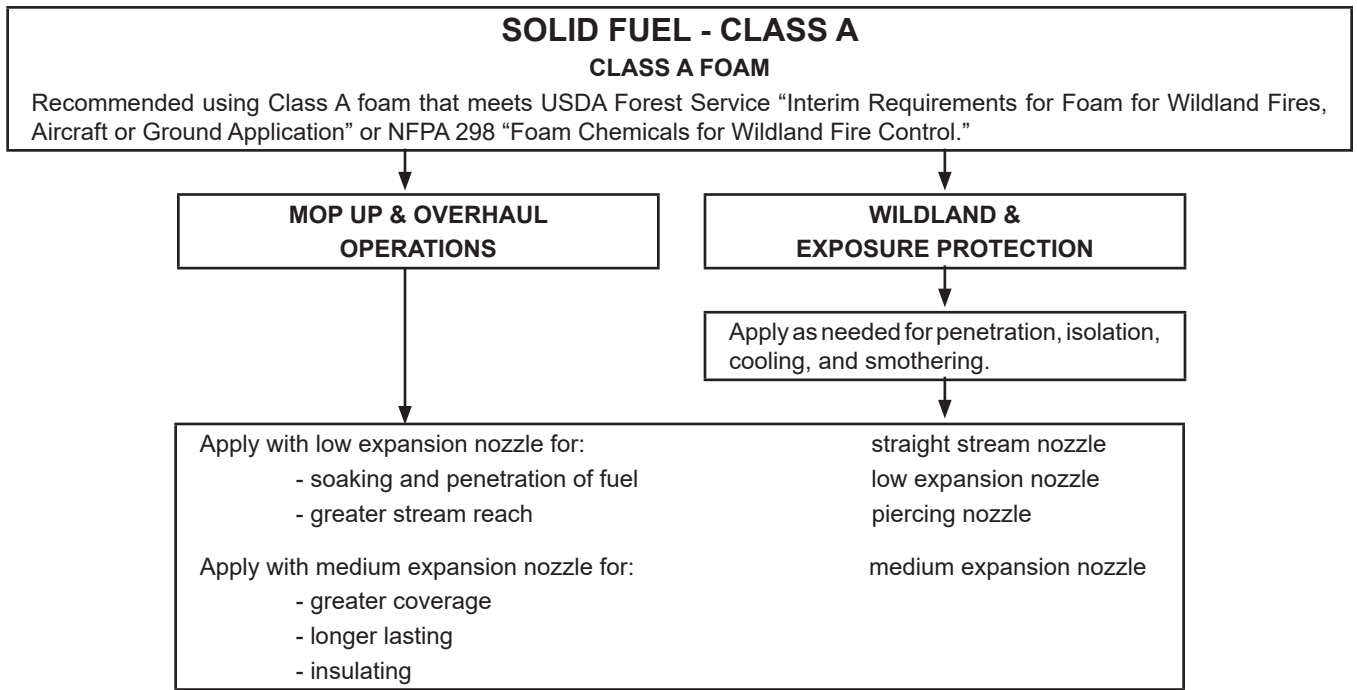 SOLID FUEL - CLASS A
CLASS A FOAM
Recommended using Class A foam that meets USDA Forest Service “Interim Requirements for Foam for Wildland Fires,
Aircraft or Ground Application” or NFPA 298 “Foam Chemicals for Wildland Fire Control.”
MOP UP & OVERHAUL
OPERATIONS
WILDLAND &
EXPOSURE PROTECTION
Apply as needed for penetration, isolation,
cooling, and smothering.
Apply with low expansion nozzle for: straight stream nozzle
- soaking and penetration of fuel low expansion nozzle
- greater stream reach piercing nozzle
Apply with medium expansion nozzle for: medium expansion nozzle
- greater coverage
- longer lasting
- insulating